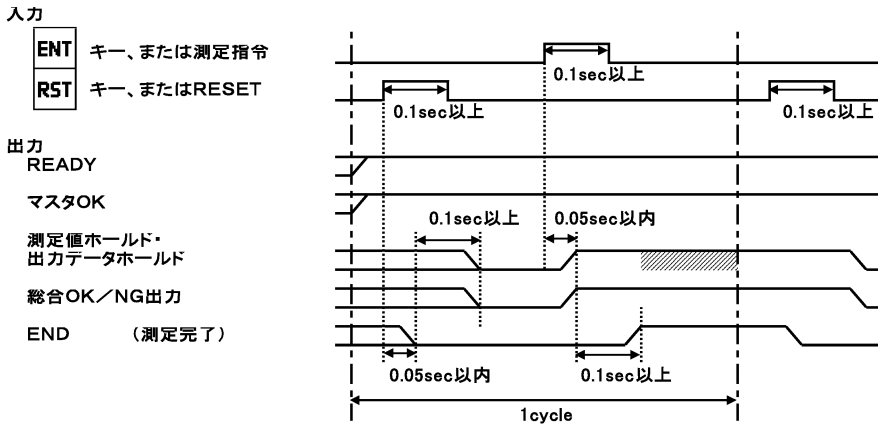 入力
ENT キー、または測定指令
0.1sec以上
RST キー、またはRESET
0.1sec以上
0.1sec以上
出力
READY
マスタOK
0.1sec以上
0.05sec以内
測定値ホールド・
出力データホールド
総合OK／NG出力
END （測定完了）
0.05sec以内
0.1sec以上
1cycle